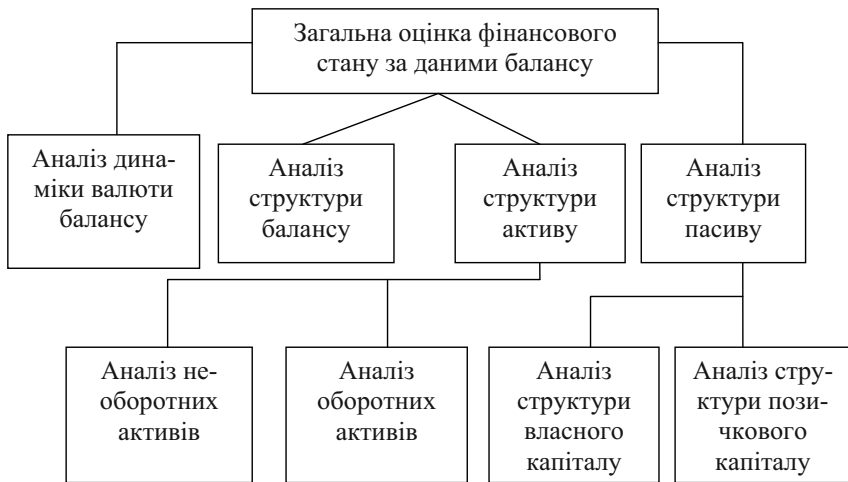 Загальна оцінка фінансового
стану за даними балансу
Аналіз дина-
міки валюти
балансу
Аналіз
структури
балансу
Аналіз
структури
активу
Аналіз
структури
пасиву
Аналіз не-
оборотних
активів
Аналіз
оборотних
активів
Аналіз
структури
власного
капіталу
Аналіз стру-
ктури пози-
чкового
капіталу